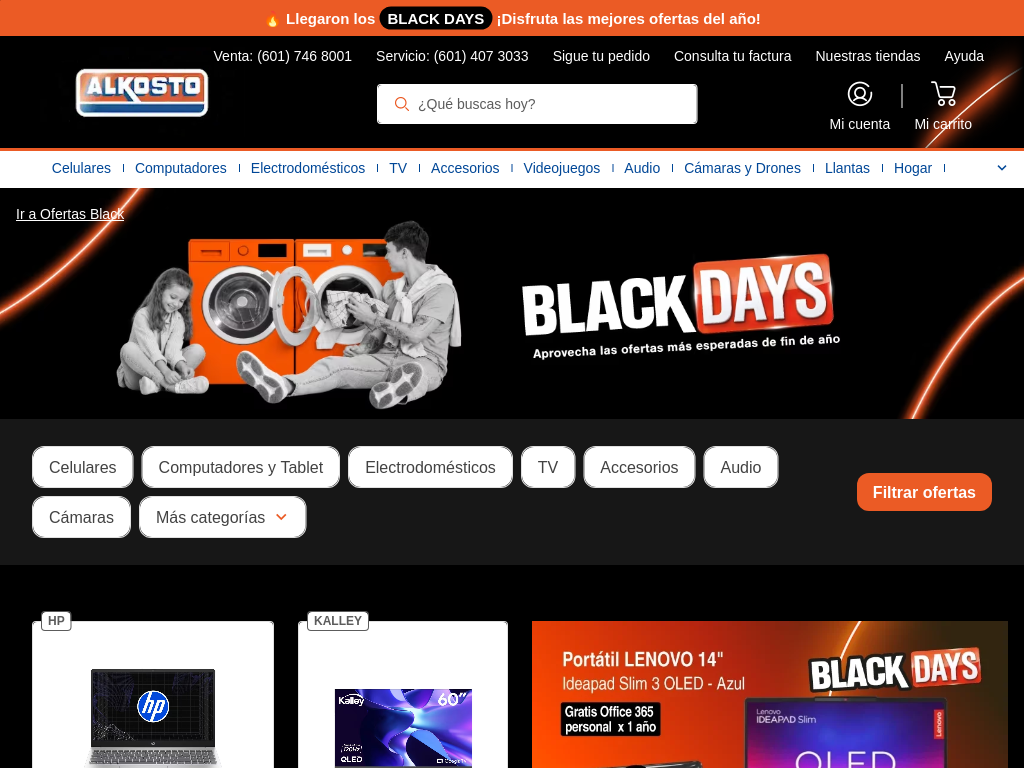 🔥 Llegaron los BLACK DAYS ¡Disfruta las mejores ofertas del año!
Venta: (601) 746 8001 Servicio: (601) 407 3033 Sigue tu pedido Consulta tu factura Nuestras tiendas Ayuda
ALKOSTO
¿Qué buscas hoy?
Mi cuenta
Mi carrito
Celulares Computadores Electrodomésticos TV Accesorios Videojuegos Audio Cámaras y Drones Llantas Hogar
Ir a Ofertas Black
BLACK DAYS
Aprovecha las ofertas más esperadas de fin de año
Celulares Computadores y Tablet Electrodomésticos TV Accesorios Audio
Cámaras Más categorías
Filtrar ofertas
HP
hp
KALLEY
Kalley
60”
QLED
Portátil LENOVO 14"
Ideapad Slim 3 OLED - Azul
Gratis Office 365
personal x 1 año
BLACK DAYS
Lenovo
IDEAPAD Slim
Lenovo
OLED